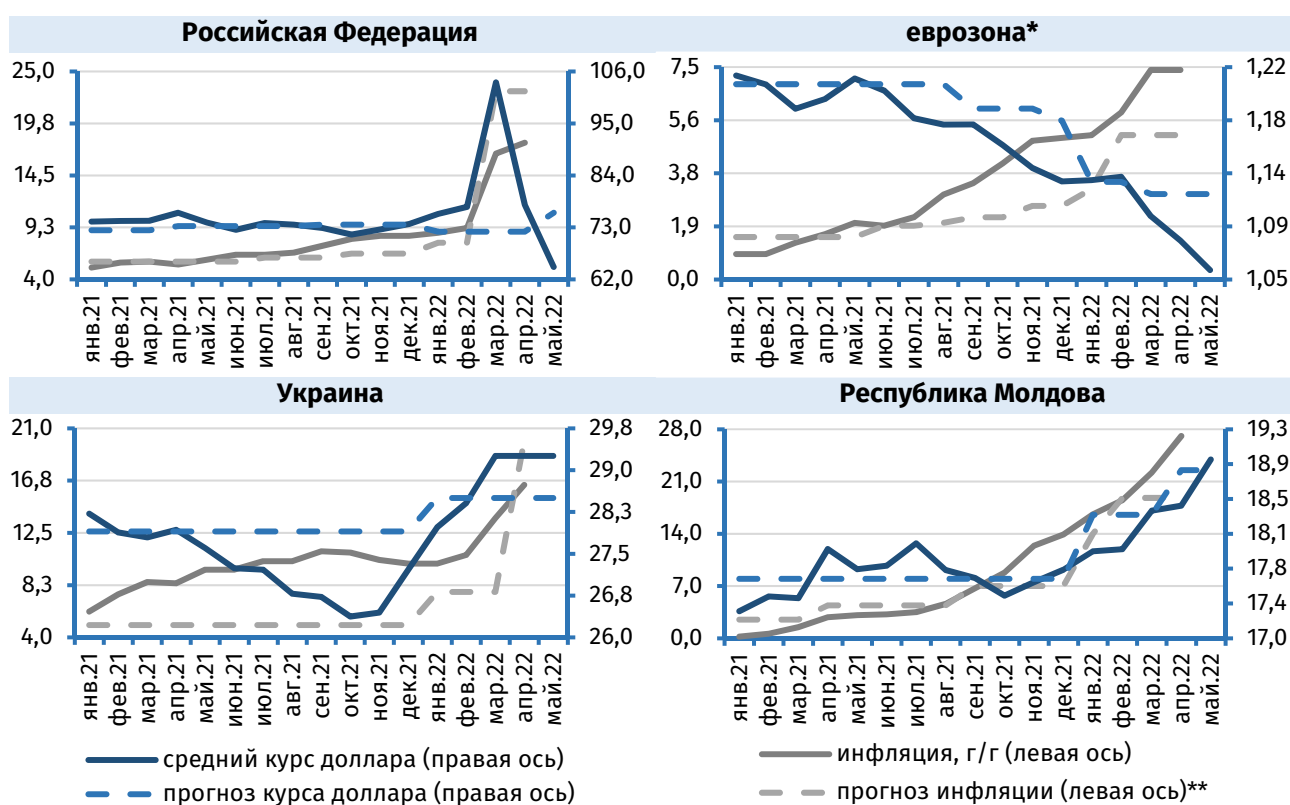 Российская Федерация
25,0
19,8
14,5
9,3
4,0
106,0
95,0
84,0
73,0
62,0
янв.21
фев.21
мар.21
апр.21
май.21
июн.21
июл.21
авг.21
сен.21
окт.21
ноя.21
дек.21
янв.22
фев.22
мар.22
апр.22
май.22
еврозона*
7,5
5,6
3,8
1,9
0,0
1,22
1,18
1,14
1,09
1,05
янв.21
фев.21
мар.21
апр.21
май.21
июн.21
июл.21
авг.21
сен.21
окт.21
ноя.21
дек.21
янв.22
фев.22
мар.22
апр.22
май.22
Украина
21,0
16,8
12,5
8,3
4,0
29,8
29,0
28,3
27,5
26,8
26,0
янв.21
фев.21
мар.21
апр.21
май.21
июн.21
июл.21
авг.21
сен.21
окт.21
ноя.21
дек.21
янв.22
фев.22
мар.22
апр.22
май.22
Республика Молдова
28,0
21,0
14,0
7,0
0,0
19,3
18,9
18,5
18,1
17,8
17,4
17,0
янв.21
фев.21
мар.21
апр.21
май.21
июн.21
июл.21
авг.21
сен.21
окт.21
ноя.21
дек.21
янв.22
фев.22
мар.22
апр.22
май.22
средний курс доллара (правая ось)
прогноз курса доллара (правая ось)
инфляция, г/г (левая ось)
прогноз инфляции (левая ось)**